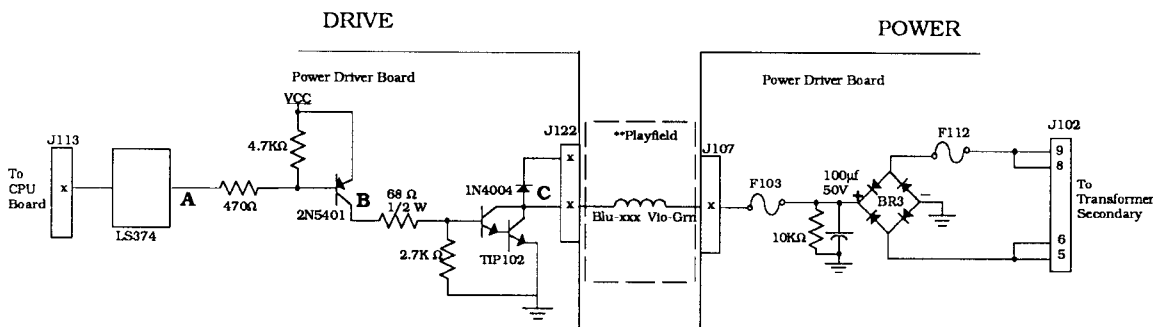 DRIVE
POWER
Power Driver Board
Power Driver Board
VCC
J113
4.7KΩ
J122
**Playfield
J107
F112
J102
To
CPU
Board
x
A
B
68 Ω
1/2 W
1N4004
C
x
x
x
F103
100µf
50V
+
BR3
−
9
8
To
Transformer
Secondary
LS374
470Ω
2N5401
2.7K Ω
TIP102
Blu-xxx Vio-Grn
10KΩ
6
5